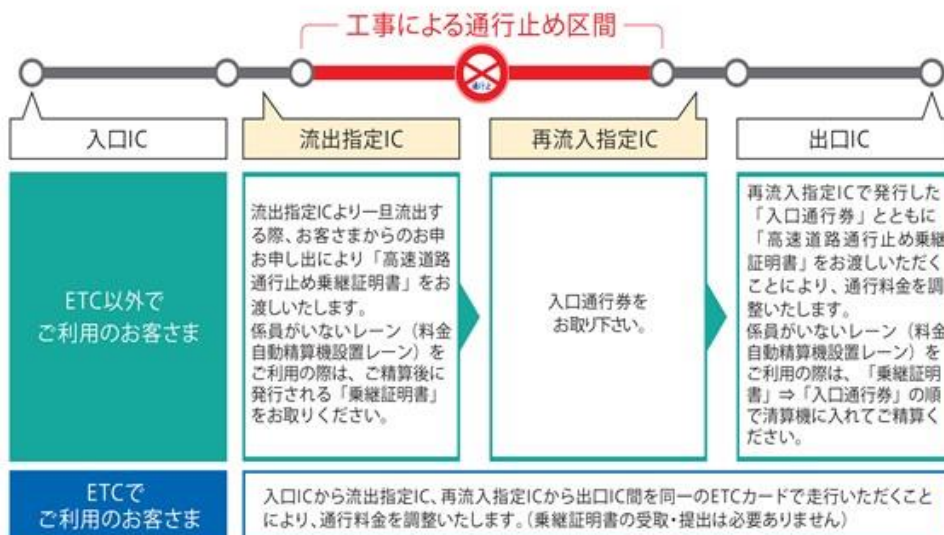 工事による通行止め区間
通行止
入口IC
流出指定IC
再流入指定IC
出口IC
ETC以外で
ご利用のお客さま
流出指定ICより一旦流出す
る際、お客さまからのお申
お申し出により「高速道路
通行止め乗継証明書」をお
渡しいたします。
係員がいないレーン（料金
自動精算機設置レーン）を
ご利用の際は、ご精算後に
発行される「乗継証明書」
をお取りください。
入口通行券を
お取り下さい。
再流入指定ICで発行した
「入口通行券」とともに
「高速道路通行止め乗継
証明書」をお渡しいただく
ことにより、通行料金を調
整いたします。
係員がいないレーン（料金
自動精算機設置レーン）を
ご利用の際は、「乗継証明
書」⇒「入口通行券」の順
で清算機に入れてご精算く
ださい。
ETCで
ご利用のお客さま
入口ICから流出指定IC、再流入指定ICから出口IC間を同一のETCカードで走行いただくこと
により、通行料金を調整いたします。（乗継証明書の受取・提出は必要ありません）